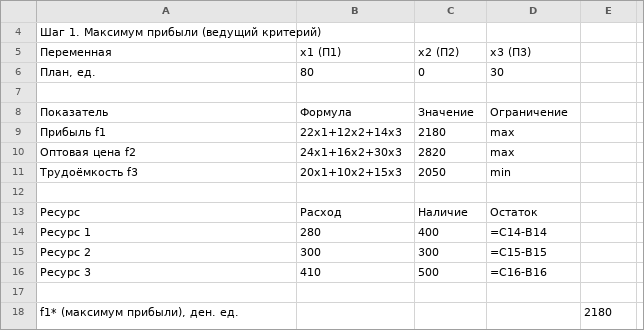 A B C D E
4 Шаг 1. Максимум прибыли (ведущий критерий)
5 Переменная x1 (П1) x2 (П2) x3 (П3)
6 План, ед. 80 0 30
7
8 Показатель Формула Значение Ограничение
9 Прибыль f1 22x1+12x2+14x3 2180 max
10 Оптовая цена f2 24x1+16x2+30x3 2820 max
11 Трудоёмкость f3 20x1+10x2+15x3 2050 min
12
13 Ресурс Расход Наличие Остаток
14 Ресурс 1 280 400 =C14-B14
15 Ресурс 2 300 300 =C15-B15
16 Ресурс 3 410 500 =C16-B16
17
18 f1* (максимум прибыли), ден. ед. 2180